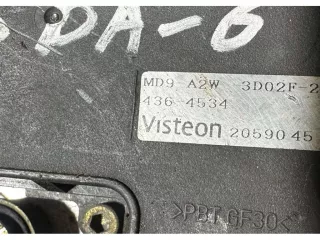 DA-6
MD9 A2W 3D02F-2
436-4534
Visteon 2059045
>PBT GF30<